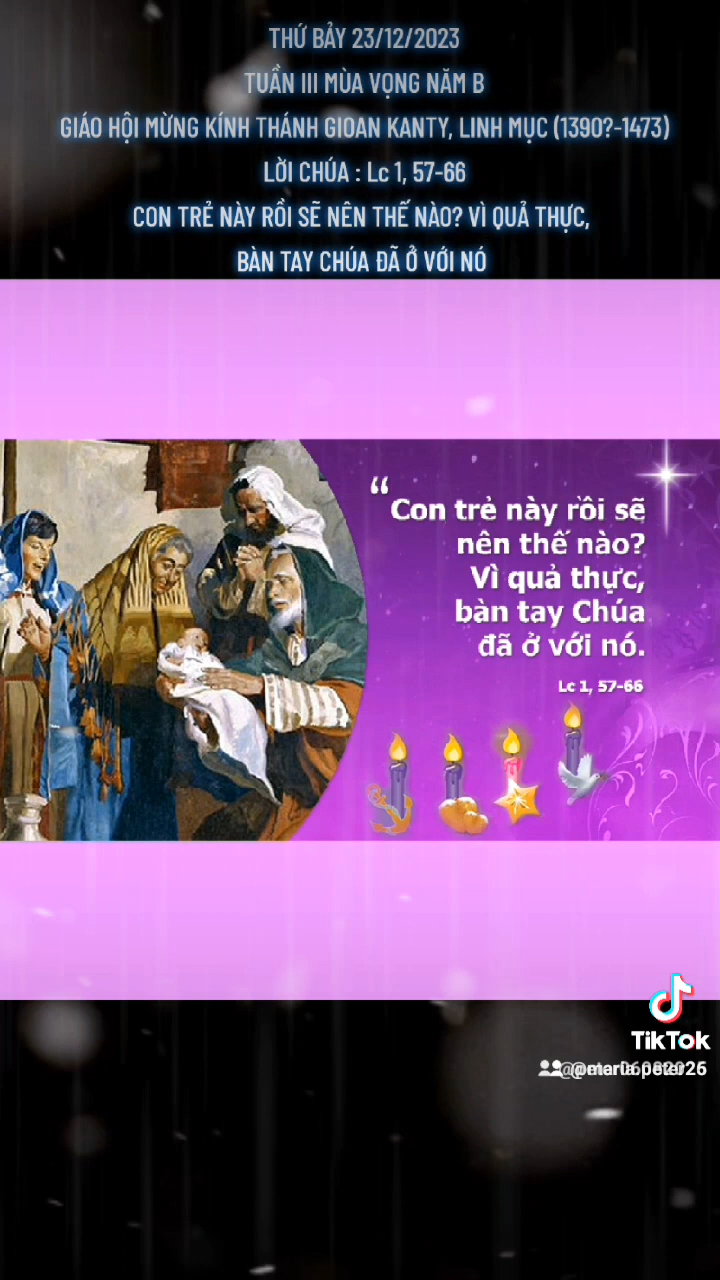 THỨ BẢY 23/12/2023
TUẦN III MÙA VỌNG NĂM B
GIÁO HỘI MỪNG KÍNH THÁNH GIOAN KANTY, LINH MỤC (1390?-1473)
LỜI CHÚA : Lc 1, 57-66
CON TRẺ NÀY RỒI SẼ NÊN THẾ NÀO? VÌ QUẢ THỰC,
BÀN TAY CHÚA ĐÃ Ở VỚI NÓ
“Con trẻ này rồi sẽ
nên thế nào?
Vì quả thực,
bàn tay Chúa
đã ở với nó.
Lc 1, 57-66
TikTok